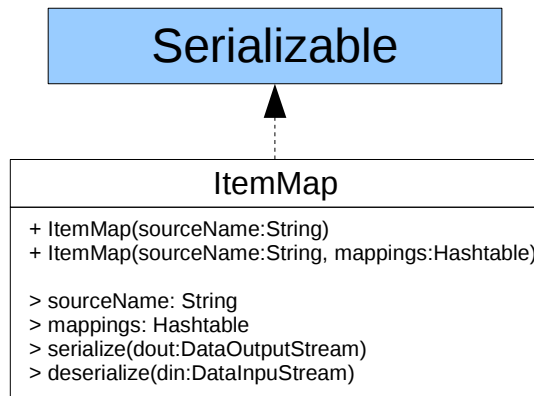 Serializable
ItemMap
+ ItemMap(sourceName:String)
+ ItemMap(sourceName:String, mappings:Hashtable)
> sourceName: String
> mappings: Hashtable
> serialize(dout:DataOutputStream)
> deserialize(din:DataInpuStream)